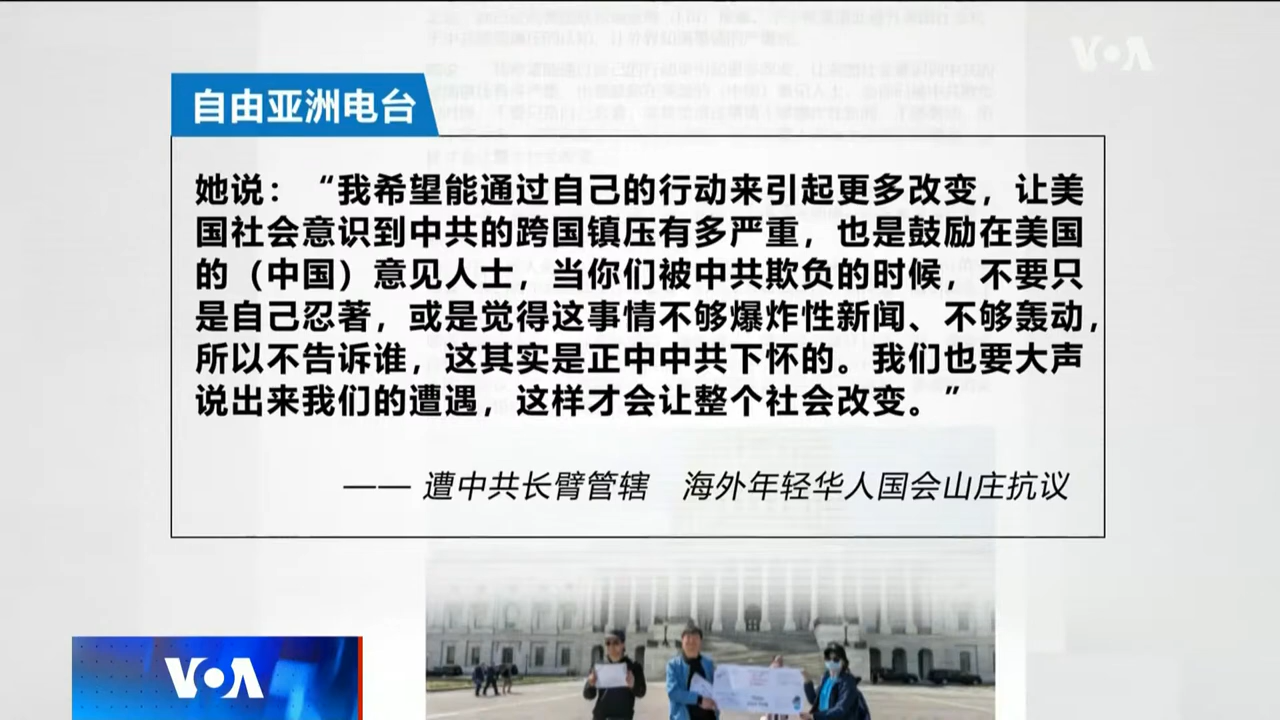 VOA
自由亚洲电台
她说：“我希望能通过自己的行动来引起更多改变，让美
国社会意识到中共的跨国镇压有多严重，也是鼓励在美国
的（中国）意见人士，当你们被中共欺负的时候，不要只
是自己忍著，或是觉得这事情不够爆炸性新闻、不够轰动，
所以不告诉谁，这其实是正中中共下怀的。我们也要大声
说出来我们的遭遇，这样才会让整个社会改变。”
—— 遭中共长臂管辖　海外年轻华人国会山庄抗议
VOA